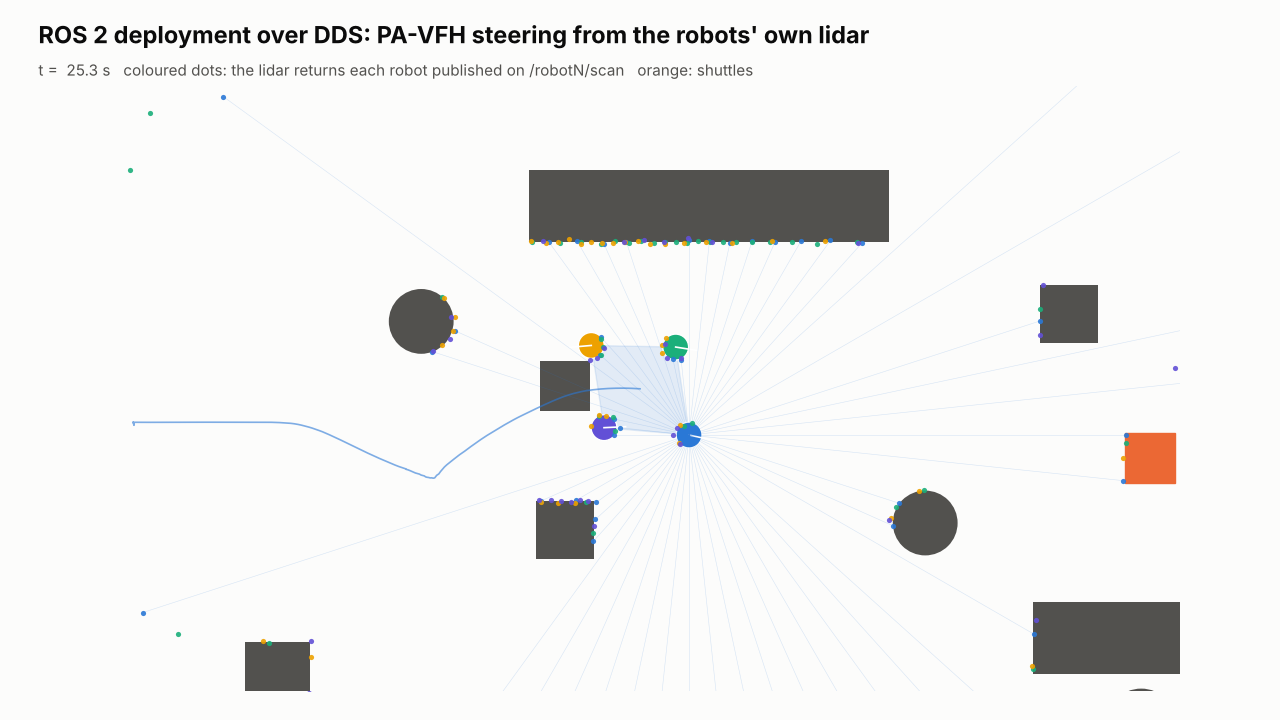 ROS 2 deployment over DDS: PA-VFH steering from the robots' own lidar
t =  25.3 s   coloured dots: the lidar returns each robot published on /robotN/scan   orange: shuttles